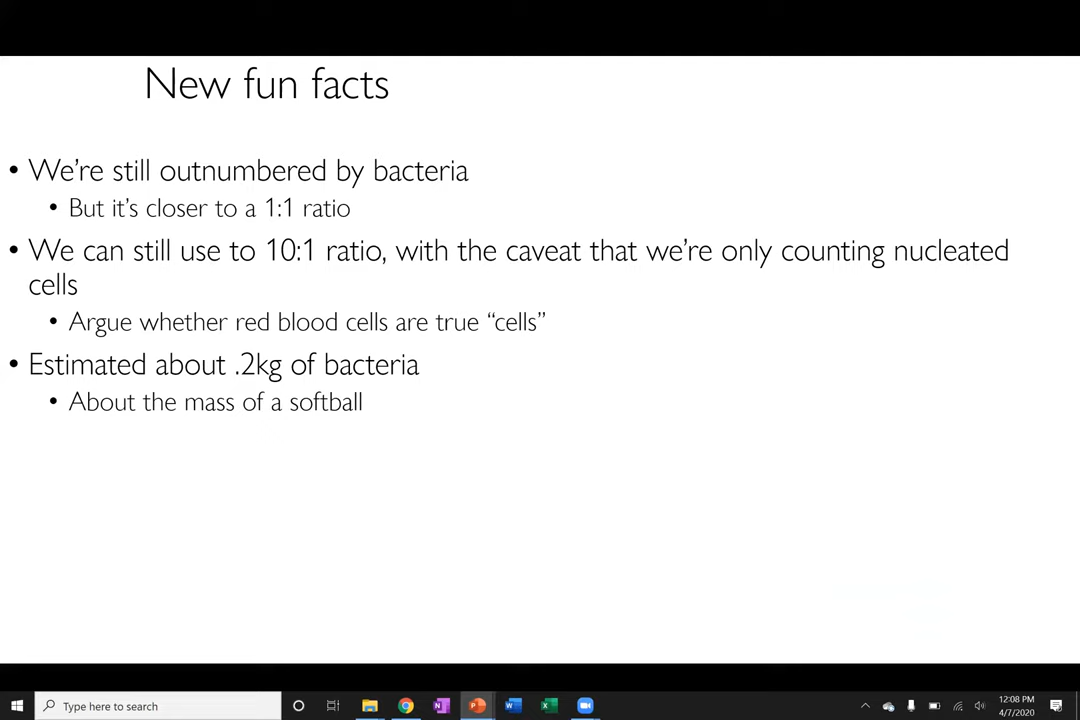 New fun facts
• We're still outnumbered by bacteria
• But it's closer to a 1:1 ratio
• We can still use to 10:1 ratio, with the caveat that we're only counting nucleated
cells
• Argue whether red blood cells are true “cells”
• Estimated about .2kg of bacteria
• About the mass of a softball
Type here to search
12:08 PM
4/7/2020